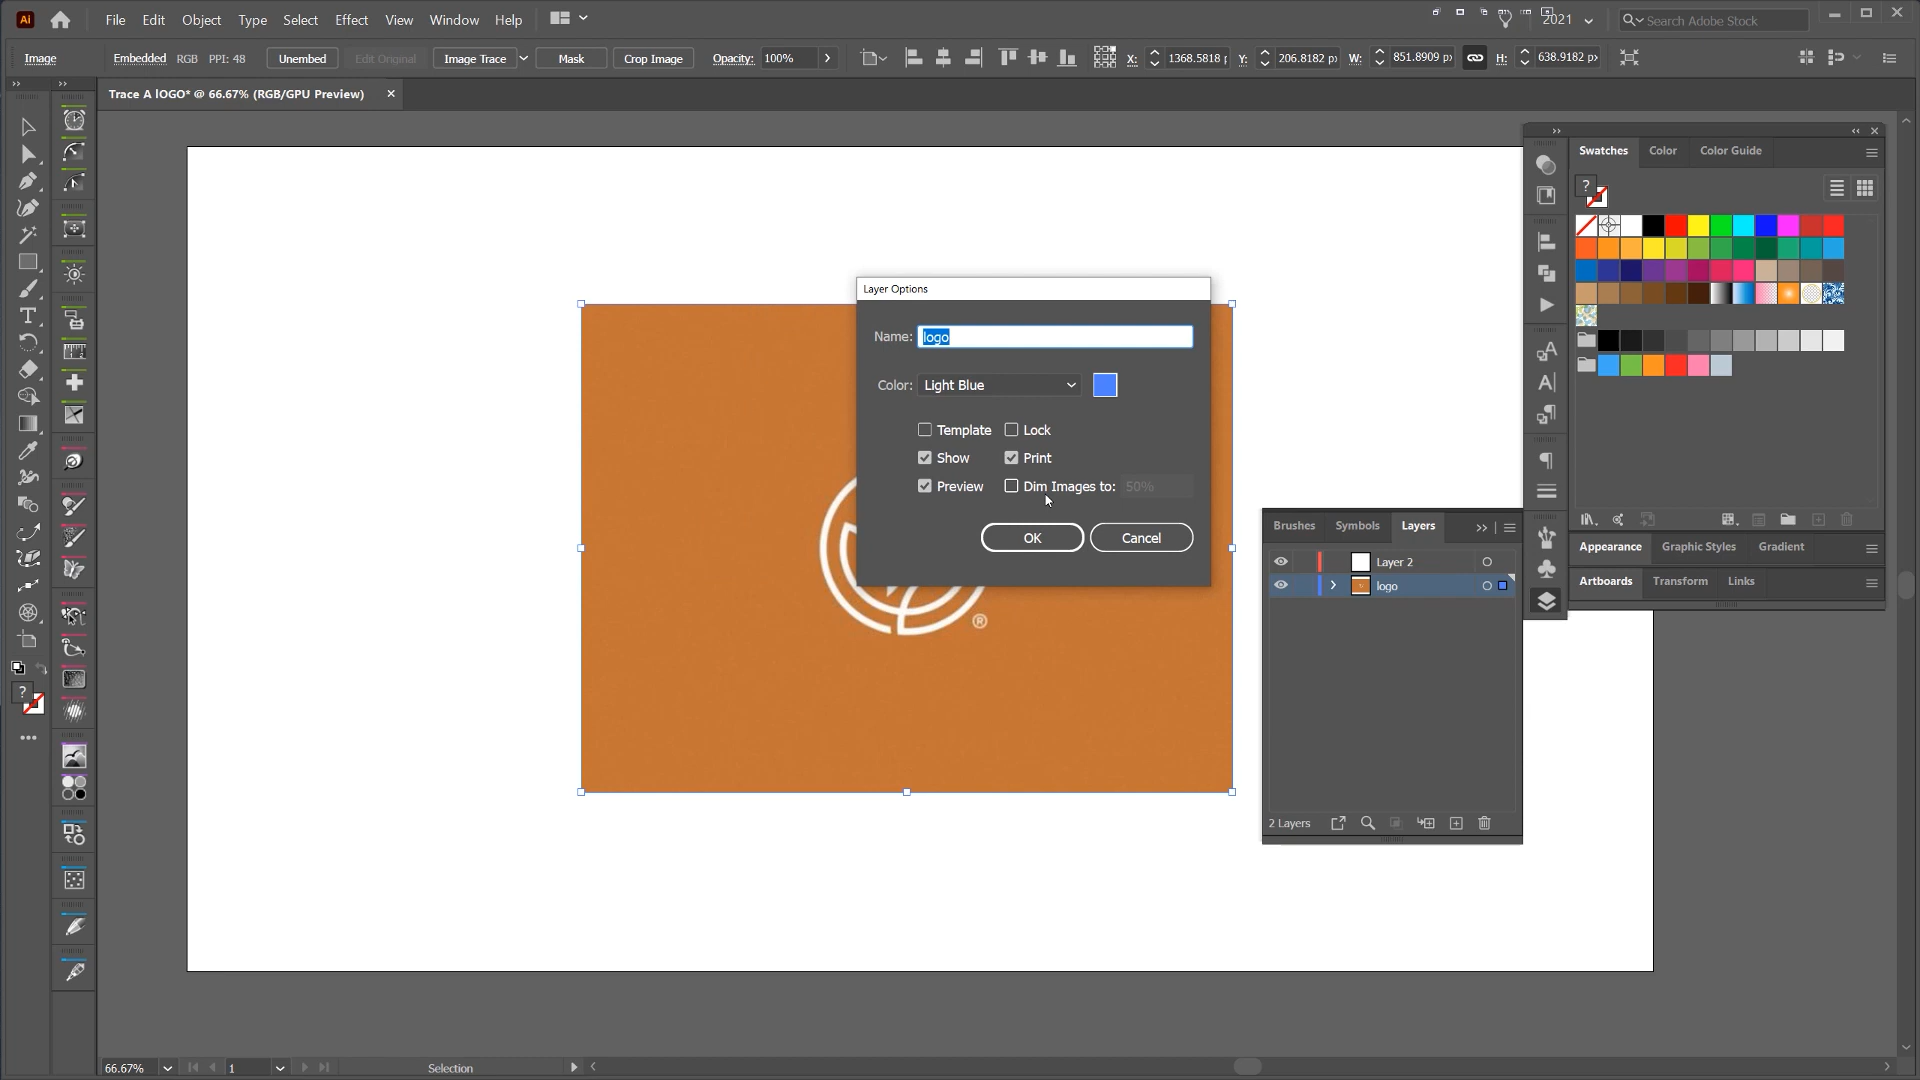 Ai File Edit Object Type Select Effect View Window Help 2021 Search Adobe Stock
Image Embedded RGB PPI: 48 Unembed Edit Original Image Trace Mask Crop Image Opacity: 100% X: 1368.5818 Y: 206.8182 px W: 851.8909 px H: 638.9182 px
Trace A lOGO* @ 66.67% (RGB/GPU Preview)
Swatches Color Color Guide
?
Layer Options
Name: logo
Color: Light Blue
Template Lock
Show Print
Preview Dim Images to: 50%
OK Cancel
®
Brushes Symbols Layers
Layer 2
logo
2 Layers
Appearance Graphic Styles Gradient
Artboards Transform Links
?
66.67% 1 Selection